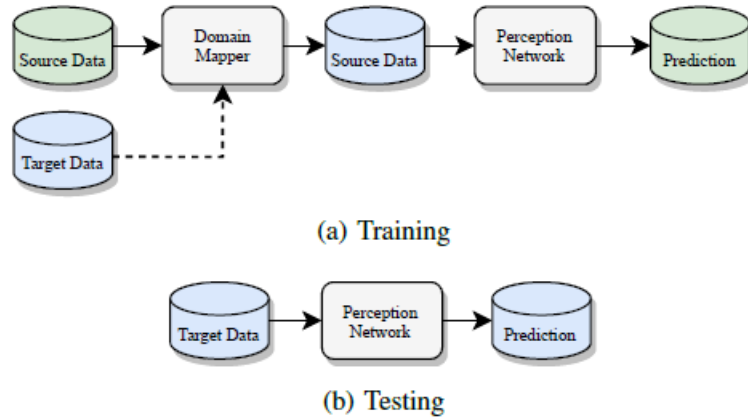 Source Data
Domain
Mapper
Source Data
Perception
Network
Prediction
Target Data
(a) Training
Target Data
Perception
Network
Prediction
(b) Testing